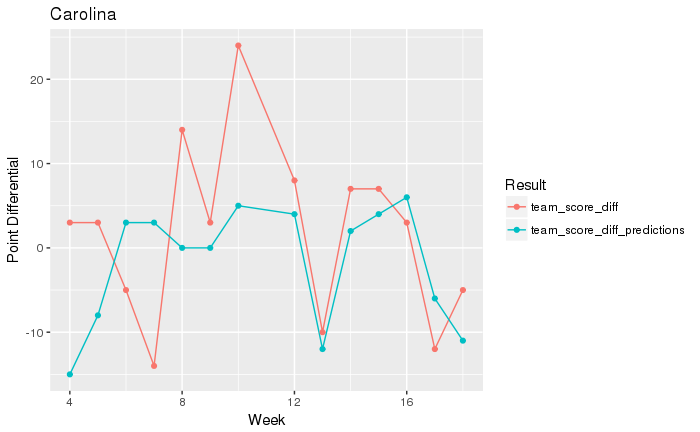 Carolina
Point Differential
20
10
0
-10
4
8
12
16
Week
Result
team_score_diff
team_score_diff_predictions